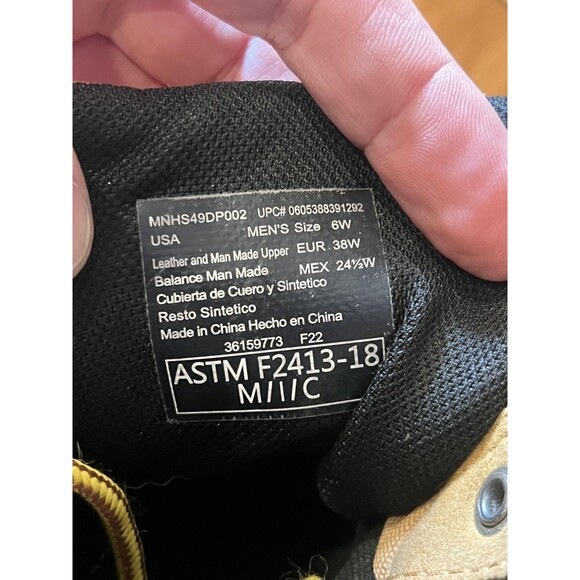 MNHS49DP002 UPC# 0605388391292
USA MEN'S Size 6W
Leather and Man Made Upper EUR 38W
Balance Man Made MEX 24½W
Cubierta de Cuero y Sintetico
Resto Sintetico
Made in China Hecho en China
36159773 F22
ASTM F2413-18
M/I/C